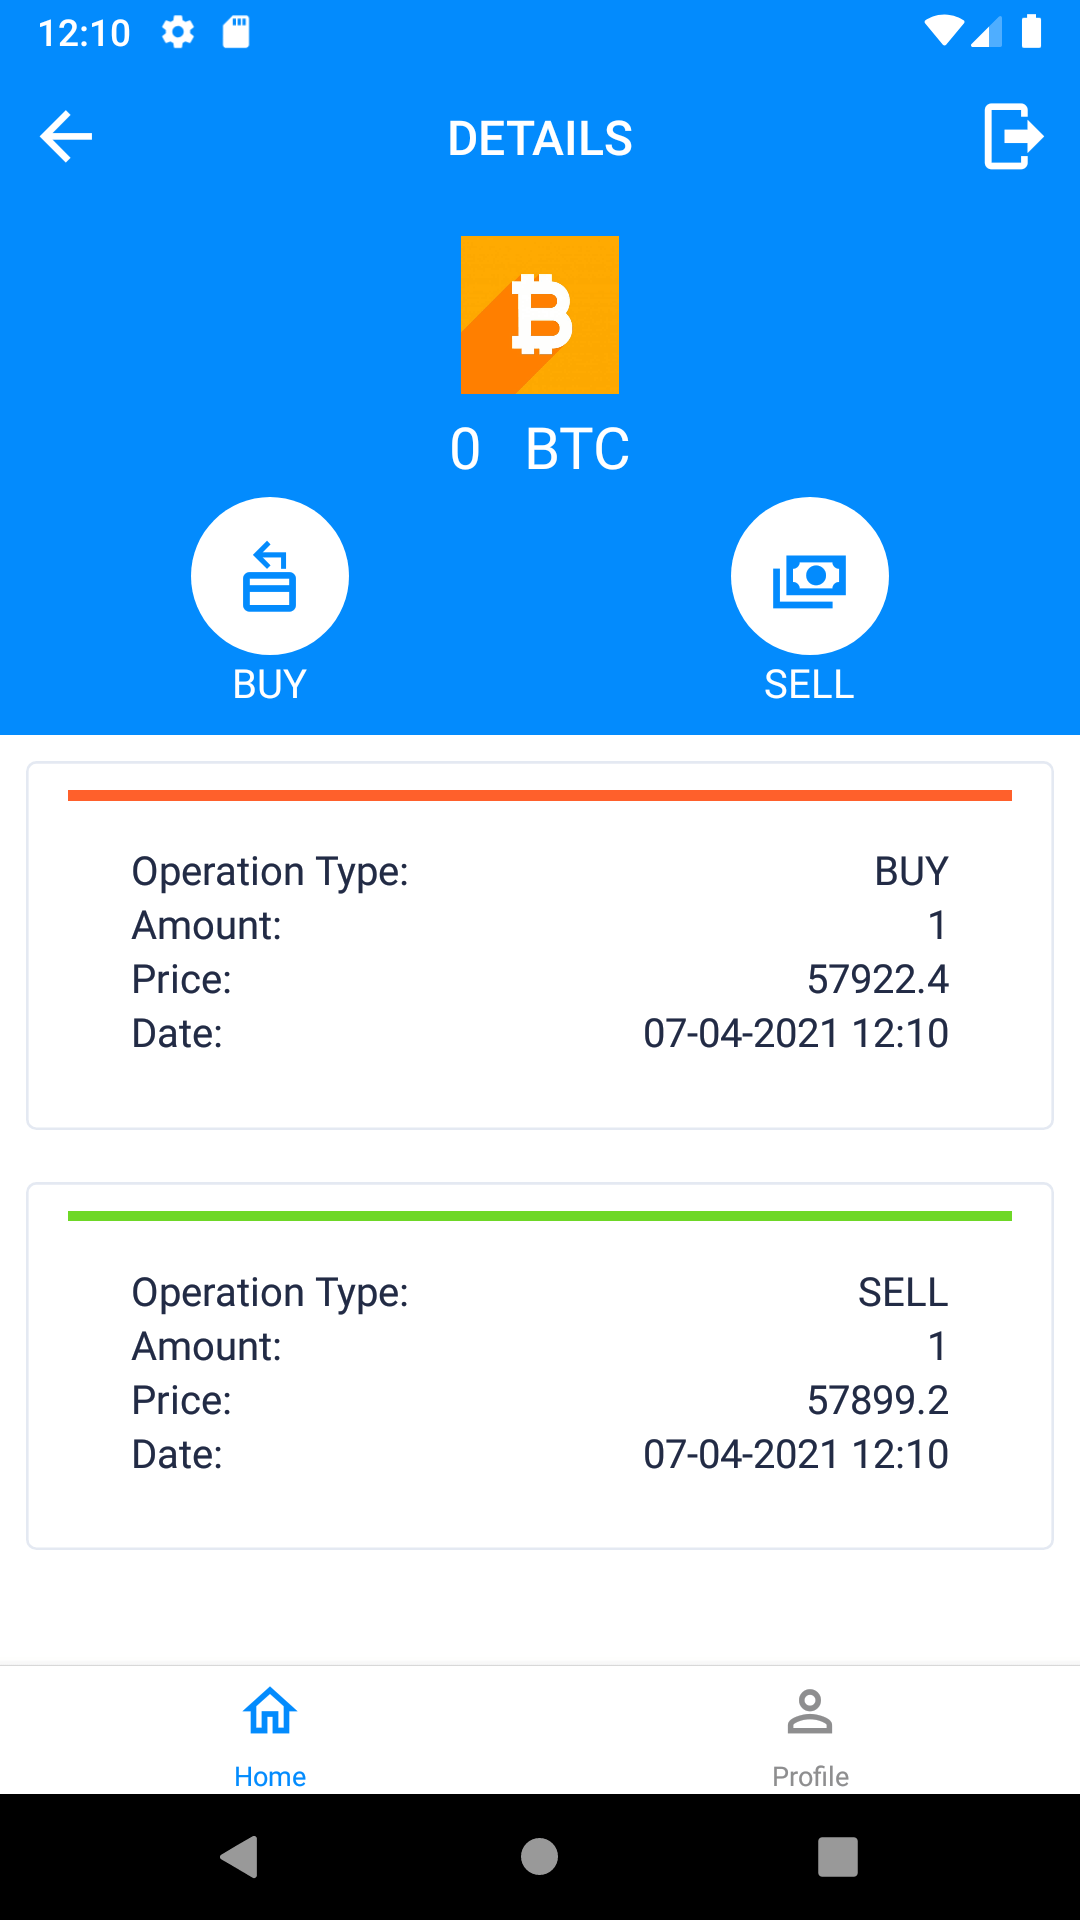 12:10
DETAILS
0 BTC
BUY SELL
Operation Type: BUY
Amount: 1
Price: 57922.4
Date: 07-04-2021 12:10
Operation Type: SELL
Amount: 1
Price: 57899.2
Date: 07-04-2021 12:10
Home Profile